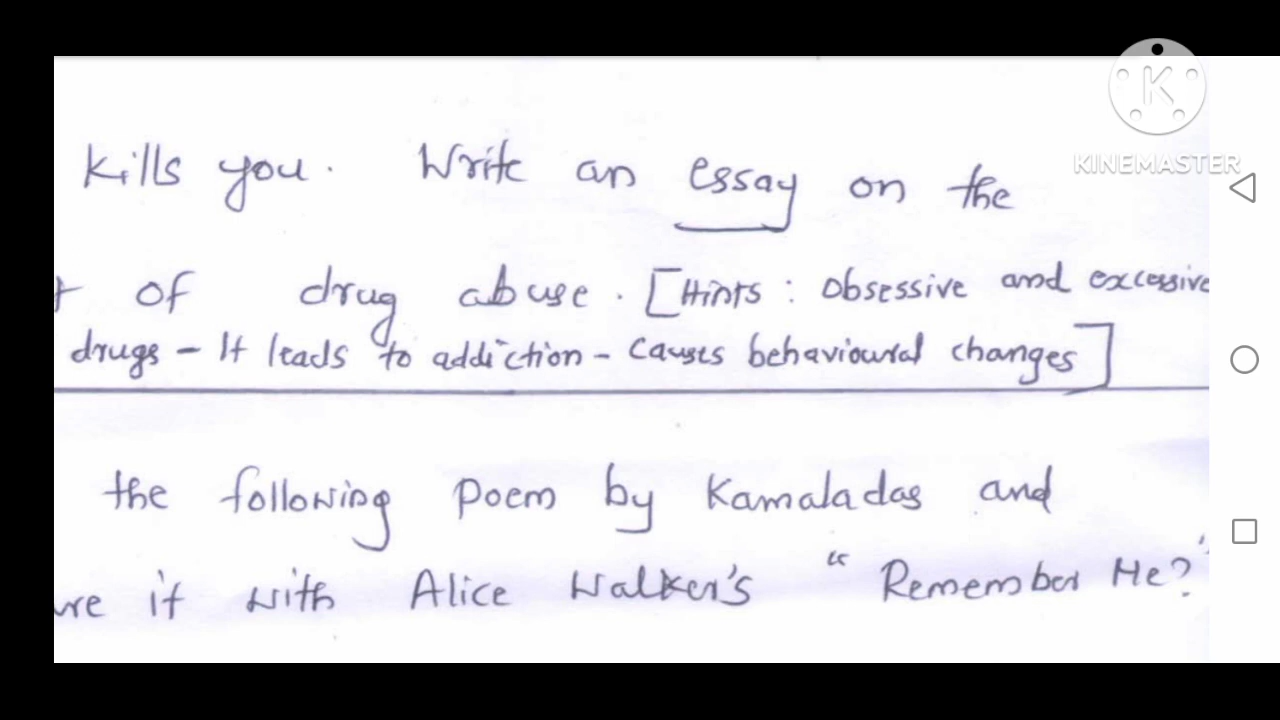 KINEMASTER
kills you. Write an essay on the
of drug abuse. [Hints: Obsessive and excessive
drugs - It leads to addiction - causes behavioural changes]
the following poem by Kamaladas and
it with Alice Walker's "Remember Me?"